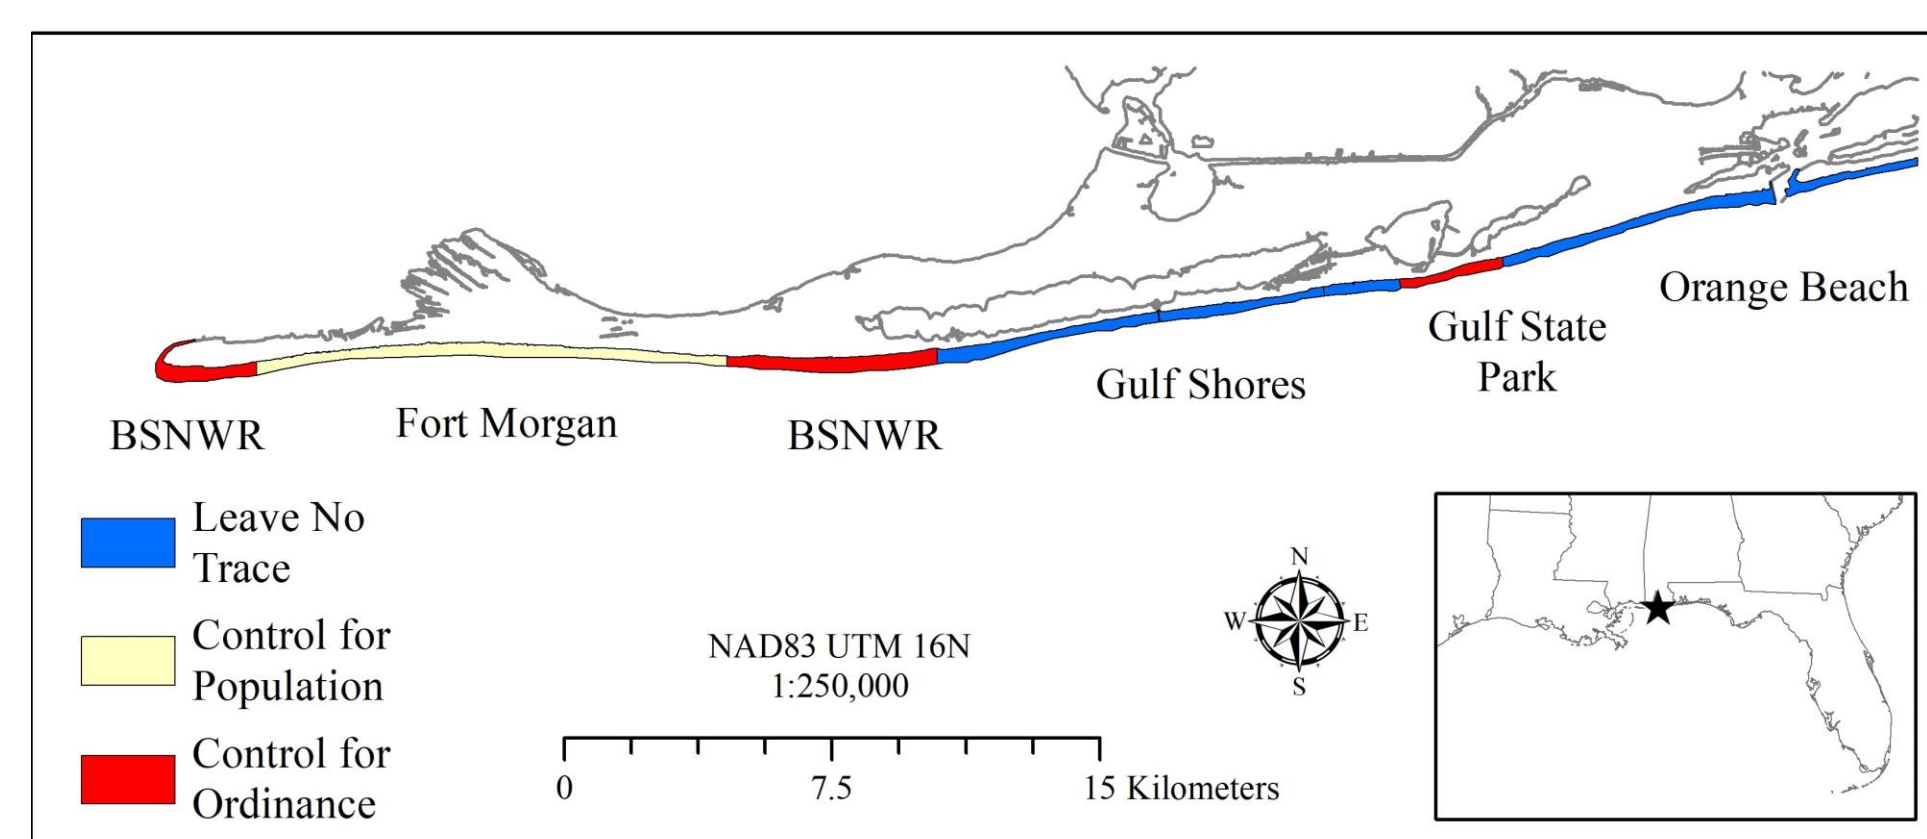 Orange Beach
Gulf State
Park
Gulf Shores
BSNWR
Fort Morgan
BSNWR
Leave No
Trace
Control for
Population
Control for
Ordinance
NAD83 UTM 16N
1:250,000
0 7.5 15 Kilometers
N
W E
S